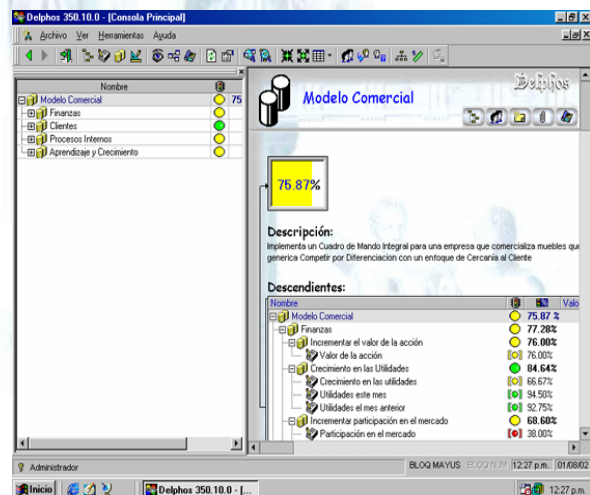 Delphos 350.10.0 - [Consola Principal]
Archivo Ver Herramientas Ayuda
Nombre
Modelo Comercial 75
Finanzas
Clientes
Procesos Internos
Aprendizaje y Crecimiento
Delphos
Modelo Comercial
75.87%
Descripción:
Implementa un Cuadro de Mando Integral para una empresa que comercializa muebles que
generica Competir por Diferenciacion con un enfoque de Cercanía al Cliente
Descendientes:
Nombre Valo
Modelo Comercial 75.87 %
Finanzas 77.28%
Incrementar el valor de la acción 76.00%
Valor de la acción 76.00%
Crecimiento en las Utilidades 84.64%
Crecimiento en las utilidades 66.67%
Utilidades este mes 94.50%
Utilidades el mes anterior 92.75%
Incrementar participación en el mercado 68.60%
Participación en el mercado 38.00%
Administrador BLOQ MAYUS BLOQ NUM 12:27 p.m. 01/08/02
Inicio Delphos 350.10.0 - [... 12:27 p.m.